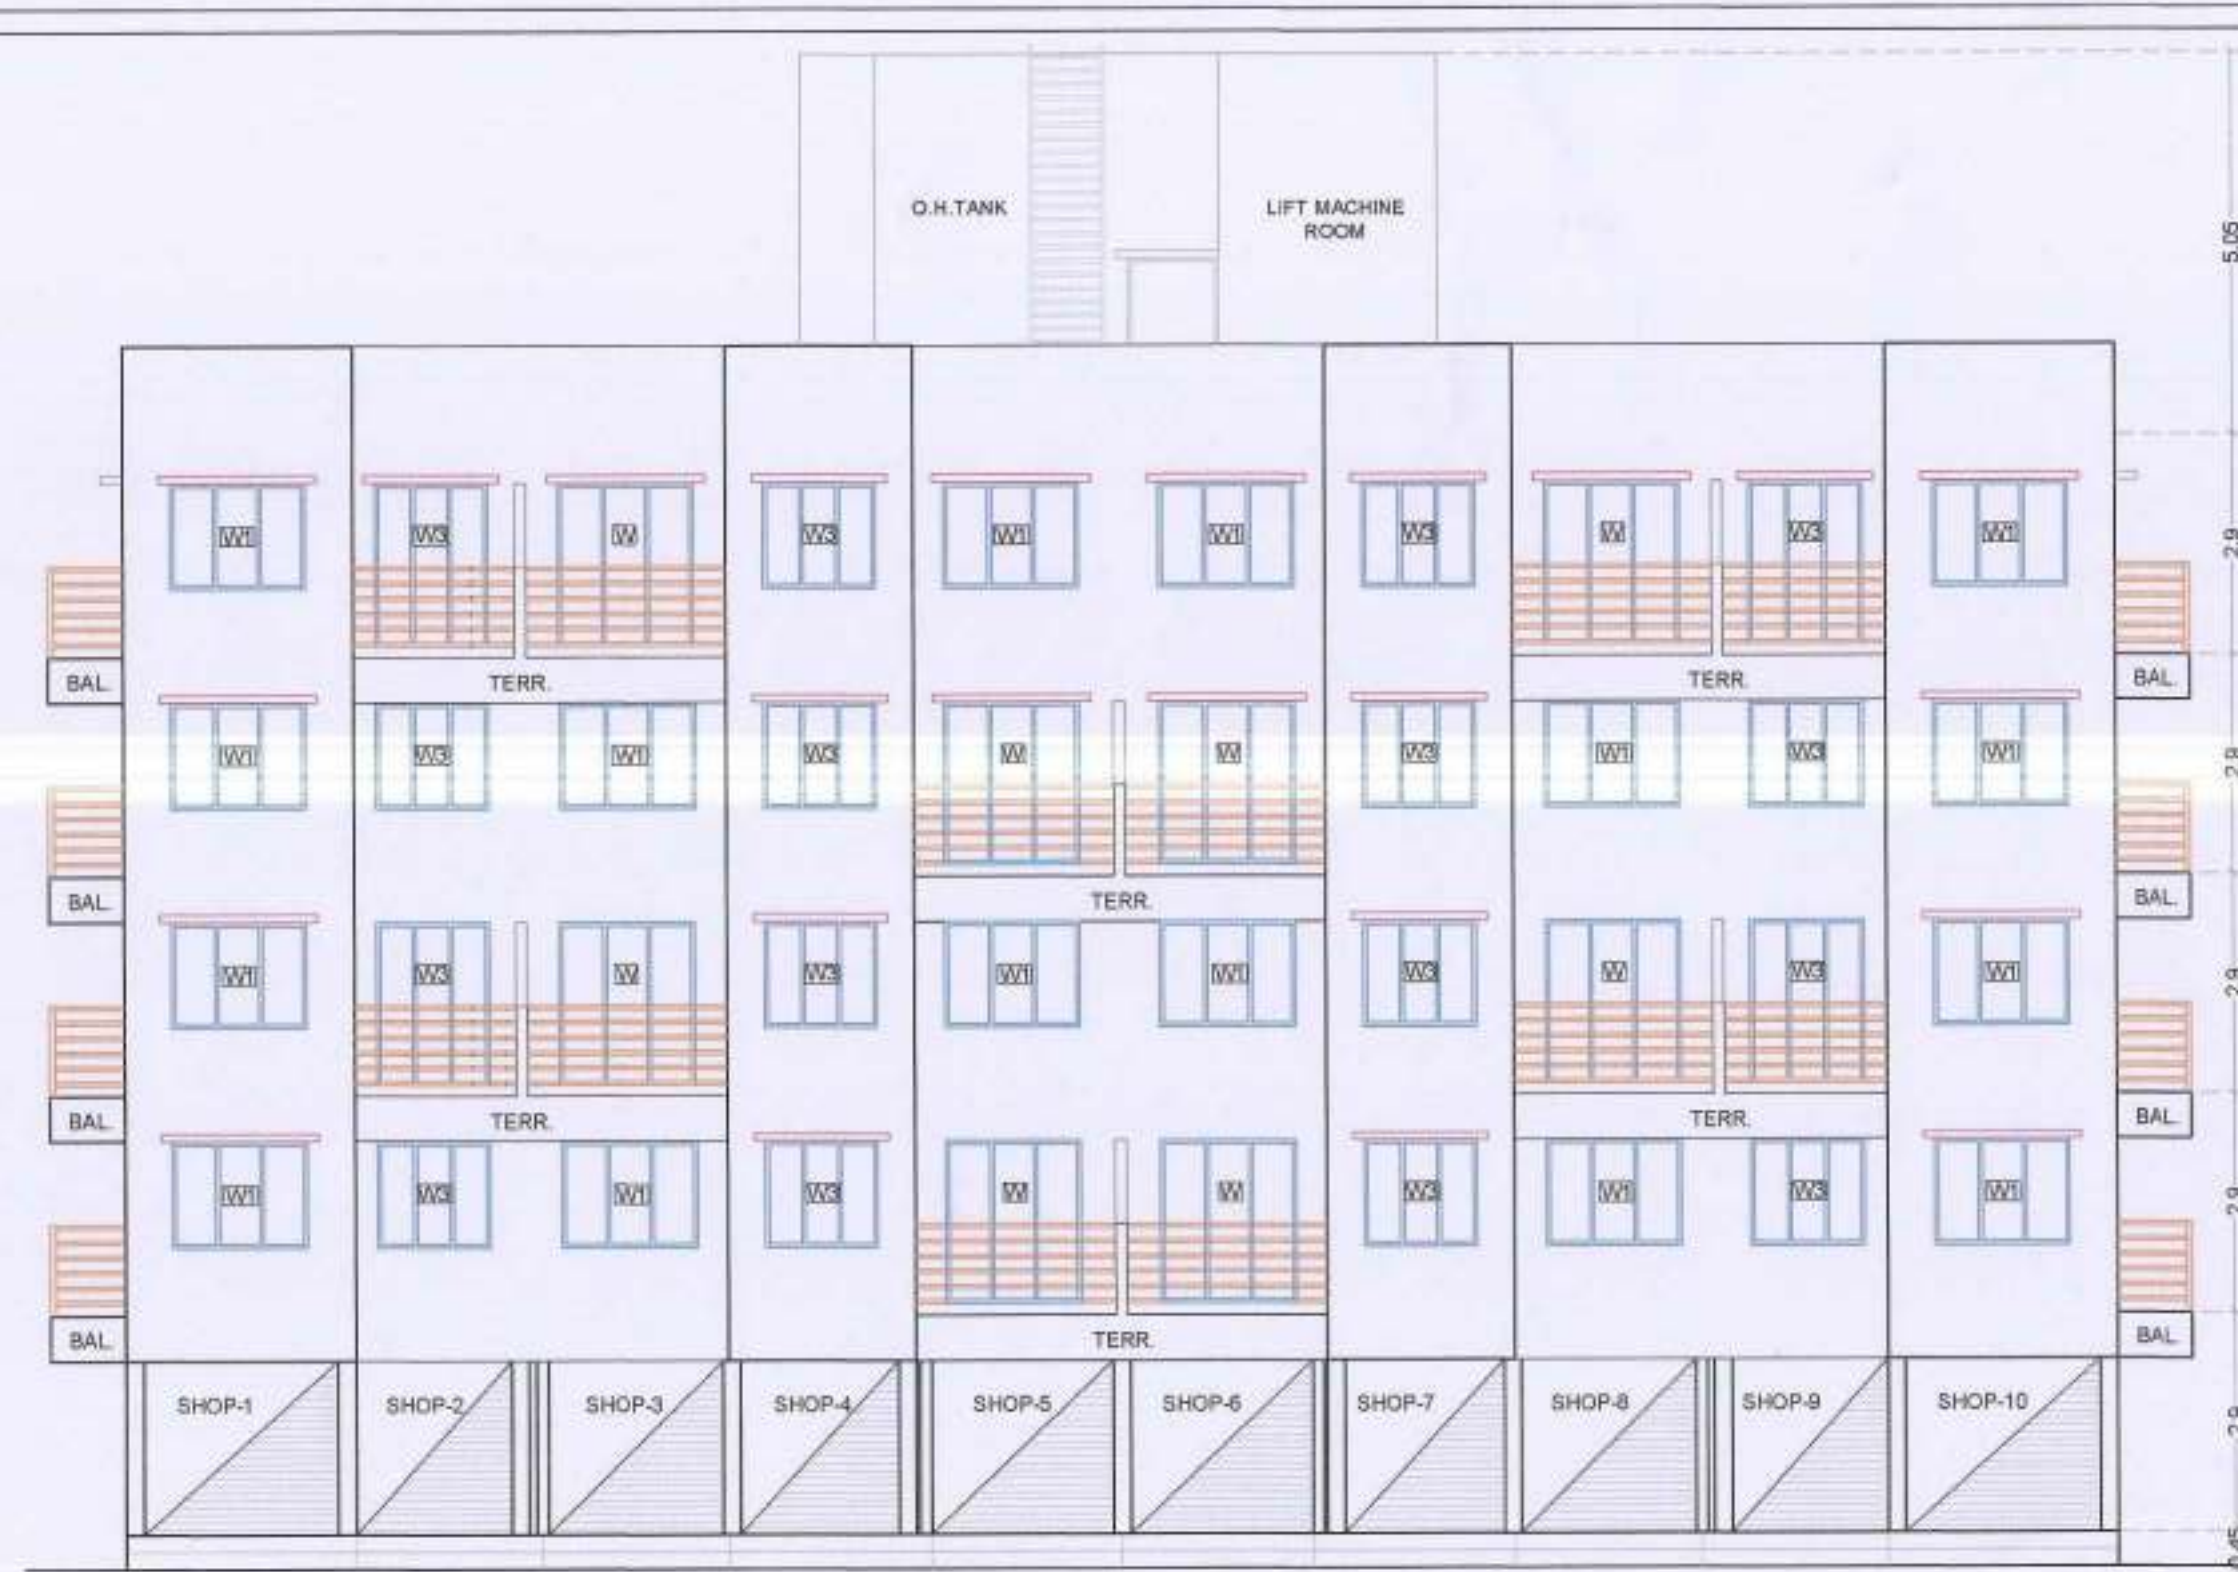 O.H.TANK
LIFT MACHINE
ROOM
5.05
W1 W3 W W3 W1 W1 W3 W W3 W1
2.9
BAL. TERR. TERR. BAL.
W1 W3 W1 W3 W W W3 W1 W3 W1
2.9
BAL. TERR. BAL.
W1 W3 W W3 W1 W1 W3 W W3 W1
2.9
BAL. TERR. TERR. BAL.
W1 W3 W1 W3 W W W3 W1 W3 W1
2.9
BAL. TERR. BAL.
SHOP-1 SHOP-2 SHOP-3 SHOP-4 SHOP-5 SHOP-6 SHOP-7 SHOP-8 SHOP-9 SHOP-10
2.9